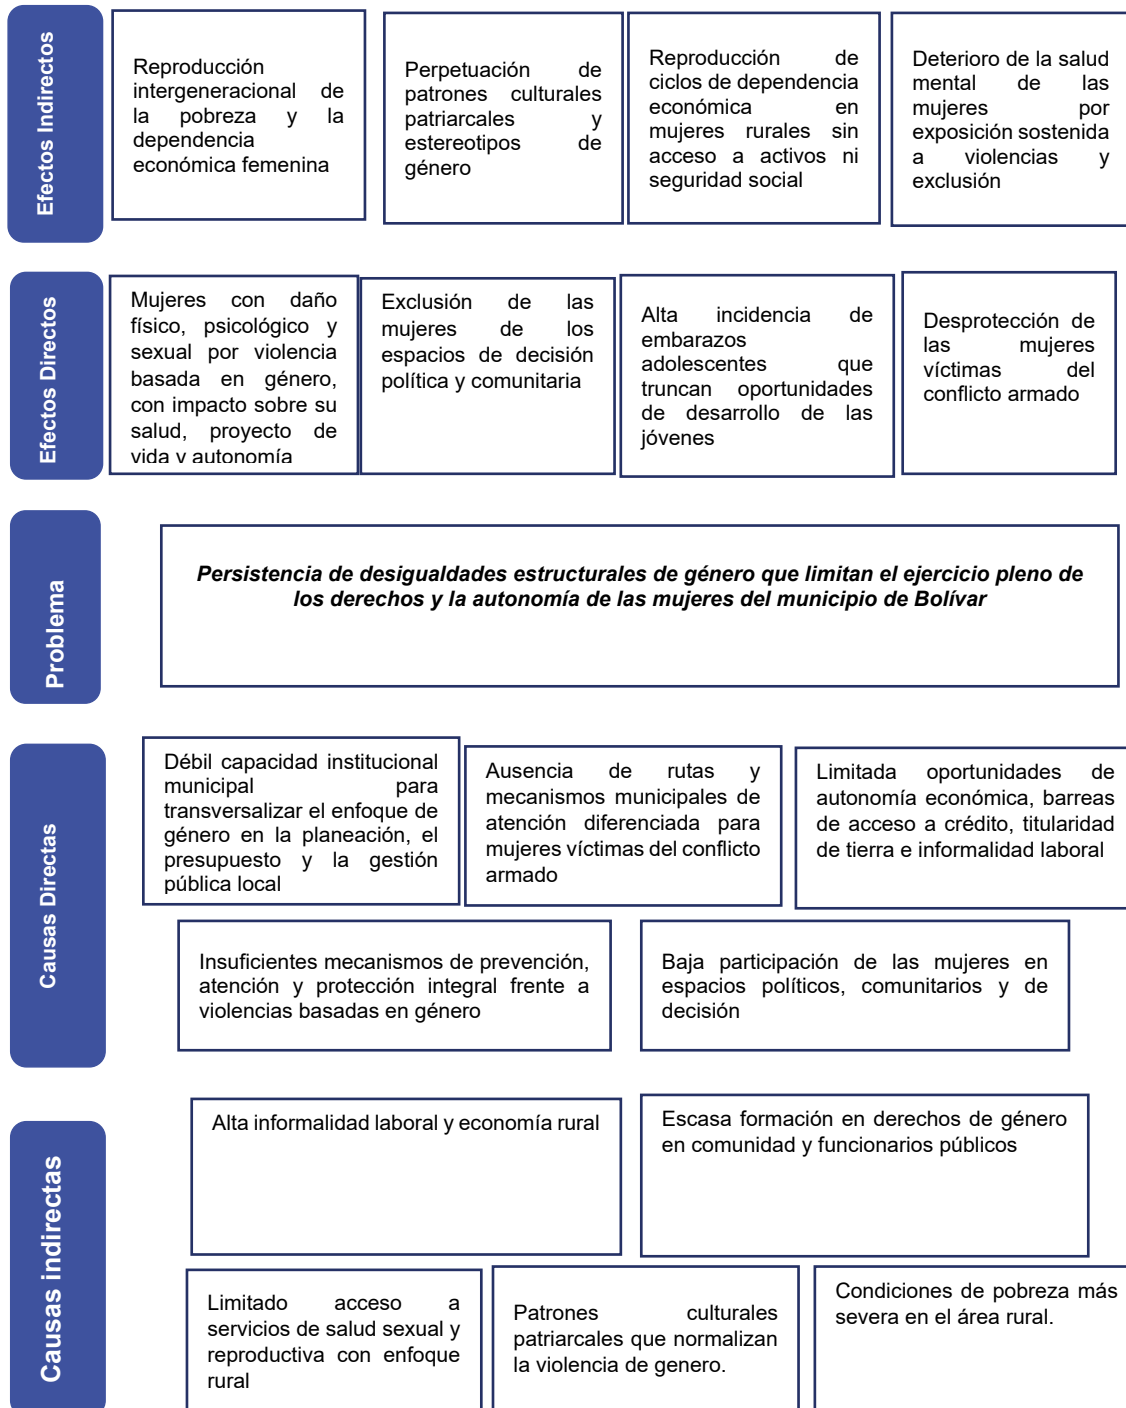 Efectos Indirectos
Reproducción
intergeneracional de
la pobreza y la
dependencia
económica femenina
Perpetuación de
patrones culturales
patriarcales y
estereotipos de
género
Reproducción de
ciclos de dependencia
económica en
mujeres rurales sin
acceso a activos ni
seguridad social
Deterioro de la salud
mental de las
mujeres por
exposición sostenida
a violencias y
exclusión
Efectos Directos
Mujeres con daño
físico, psicológico y
sexual por violencia
basada en género,
con impacto sobre su
salud, proyecto de
vida y autonomía
Exclusión de las
mujeres de los
espacios de decisión
política y comunitaria
Alta incidencia de
embarazos
adolescentes que
truncan oportunidades
de desarrollo de las
jóvenes
Desprotección de
las mujeres
víctimas del
conflicto armado
Problema
Persistencia de desigualdades estructurales de género que limitan el ejercicio pleno de
los derechos y la autonomía de las mujeres del municipio de Bolívar
Causas Directas
Débil capacidad institucional
municipal para
transversalizar el enfoque de
género en la planeación, el
presupuesto y la gestión
pública local
Ausencia de rutas y
mecanismos municipales de
atención diferenciada para
mujeres víctimas del conflicto
armado
Limitada oportunidades de
autonomía económica, barreas
de acceso a crédito, titularidad
de tierra e informalidad laboral
Insuficientes mecanismos de prevención,
atención y protección integral frente a
violencias basadas en género
Baja participación de las mujeres en
espacios políticos, comunitarios y de
decisión
Causas indirectas
Alta informalidad laboral y economía rural
Escasa formación en derechos de género
en comunidad y funcionarios públicos
Limitado acceso a
servicios de salud sexual y
reproductiva con enfoque
rural
Patrones culturales
patriarcales que normalizan
la violencia de genero.
Condiciones de pobreza más
severa en el área rural.